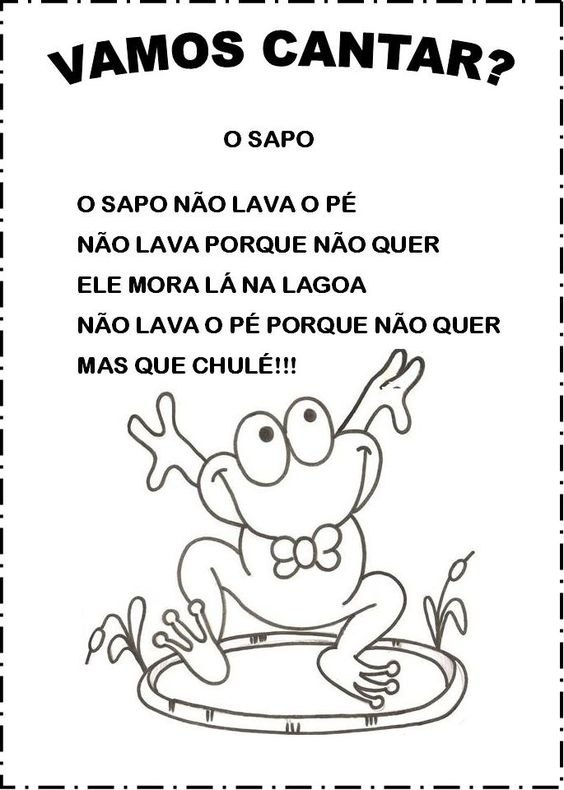 VAMOS CANTAR?
O SAPO
O SAPO NÃO LAVA O PÉ
NÃO LAVA PORQUE NÃO QUER
ELE MORA LÁ NA LAGOA
NÃO LAVA O PÉ PORQUE NÃO QUER
MAS QUE CHULÉ!!!